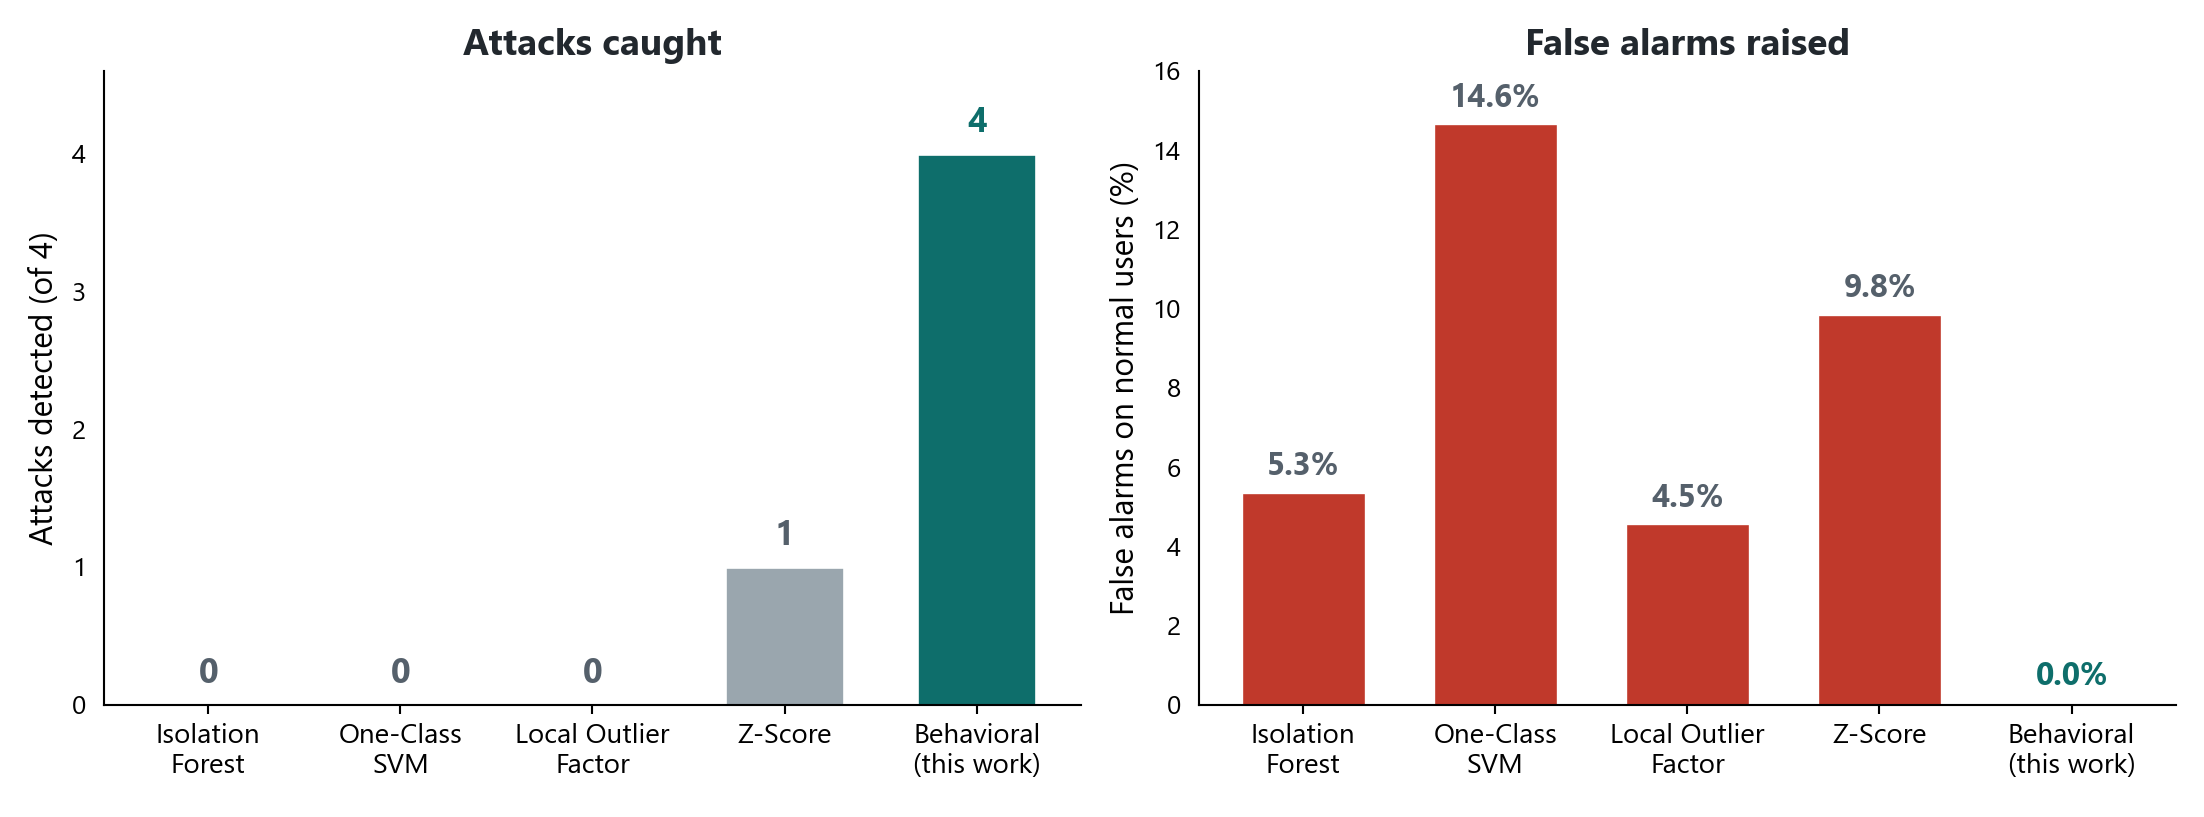 Attacks caught
Attacks detected (of 4)
4
3
2
1
0
0
0
0
1
4
Isolation
Forest
One-Class
SVM
Local Outlier
Factor
Z-Score
Behavioral
(this work)
False alarms raised
False alarms on normal users (%)
16
14
12
10
8
6
4
2
0
5.3%
14.6%
4.5%
9.8%
0.0%
Isolation
Forest
One-Class
SVM
Local Outlier
Factor
Z-Score
Behavioral
(this work)